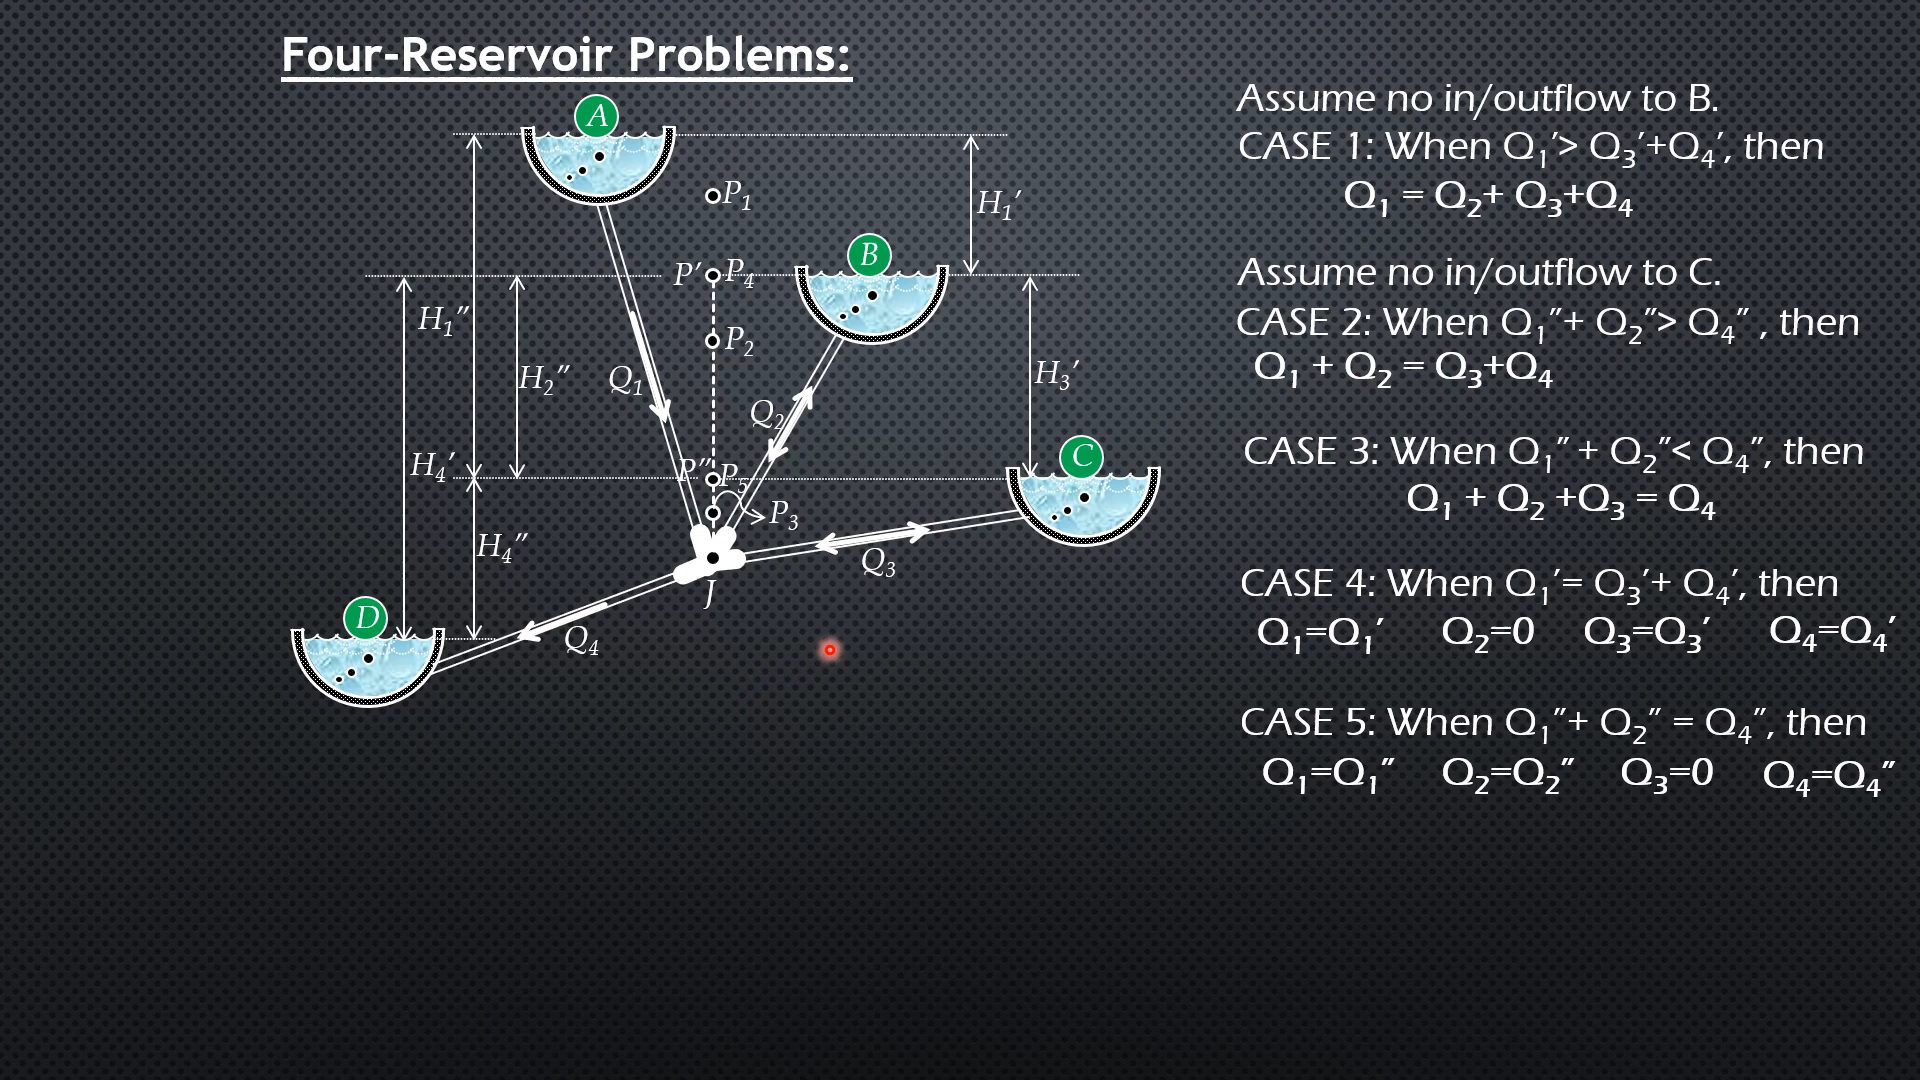 Four-Reservoir Problems:
A
P₁
H₁′
B
P′ P₄
H₁″
P₂
H₂″
Q₁
H₃′
Q₂
C
H₄′
P″ P₅
P₃
H₄″
Q₃
J
D
Q₄
Assume no in/outflow to B.
CASE 1: When Q₁′> Q₃′+Q₄′, then
Q₁ = Q₂+ Q₃+Q₄
Assume no in/outflow to C.
CASE 2: When Q₁″+ Q₂″> Q₄″ , then
Q₁ + Q₂ = Q₃+Q₄
CASE 3: When Q₁″ + Q₂″< Q₄″, then
Q₁ + Q₂ +Q₃ = Q₄
CASE 4: When Q₁′= Q₃′+ Q₄′, then
Q₁=Q₁′ Q₂=0 Q₃=Q₃′ Q₄=Q₄′
CASE 5: When Q₁″+ Q₂″ = Q₄″, then
Q₁=Q₁″ Q₂=Q₂″ Q₃=0 Q₄=Q₄″